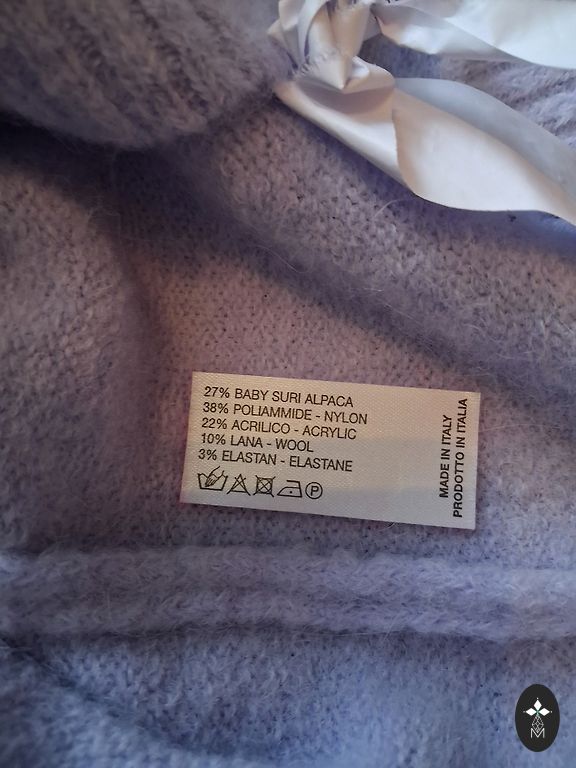 27% BABY SURI ALPACA
38% POLIAMMIDE - NYLON
22% ACRILICO - ACRYLIC
10% LANA - WOOL
3% ELASTAN - ELASTANE
P
MADE IN ITALY
PRODOTTO IN ITALIA
M